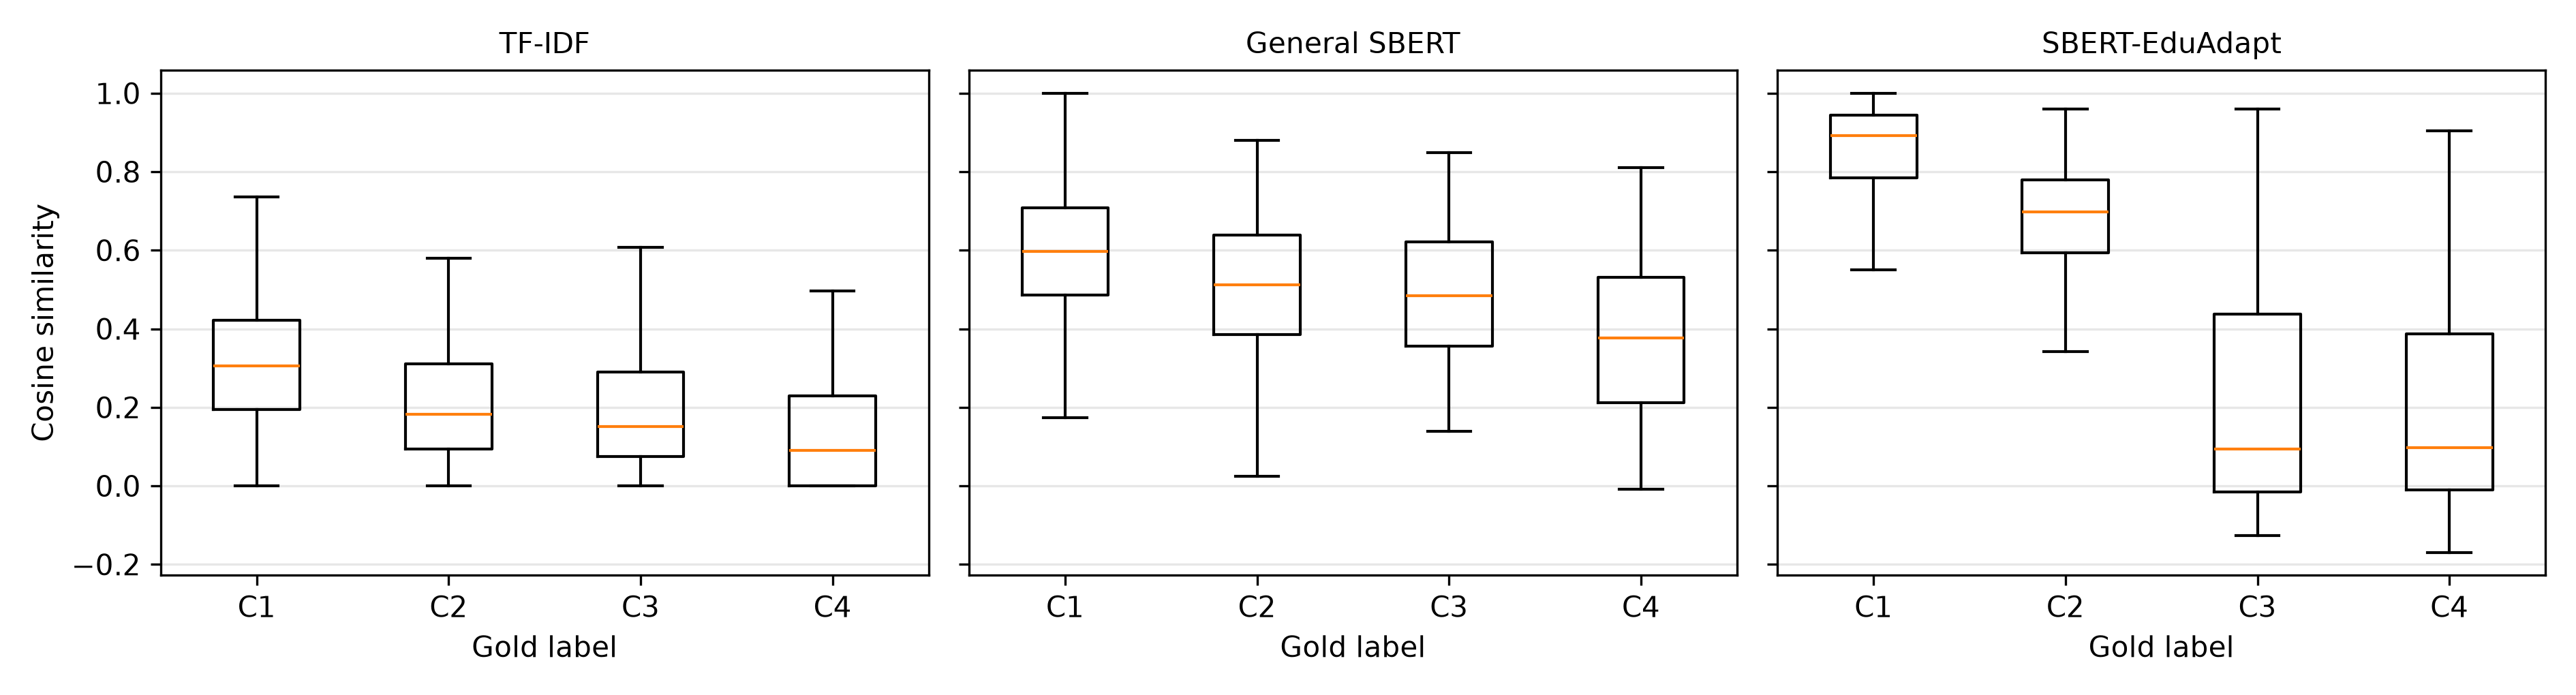 TF-IDF
General SBERT
SBERT-EduAdapt
Cosine similarity
1.0
0.8
0.6
0.4
0.2
0.0
−0.2
C1 C2 C3 C4
C1 C2 C3 C4
C1 C2 C3 C4
Gold label
Gold label
Gold label